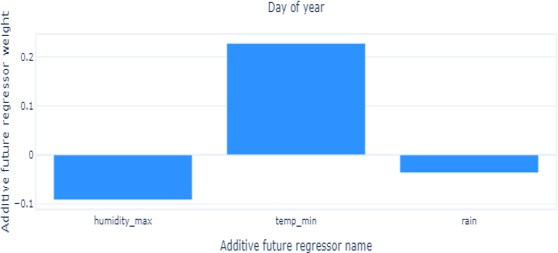 Day of year
Additive future regressor weight
0.2
0.1
0
−0.1
humidity_max temp_min rain
Additive future regressor name